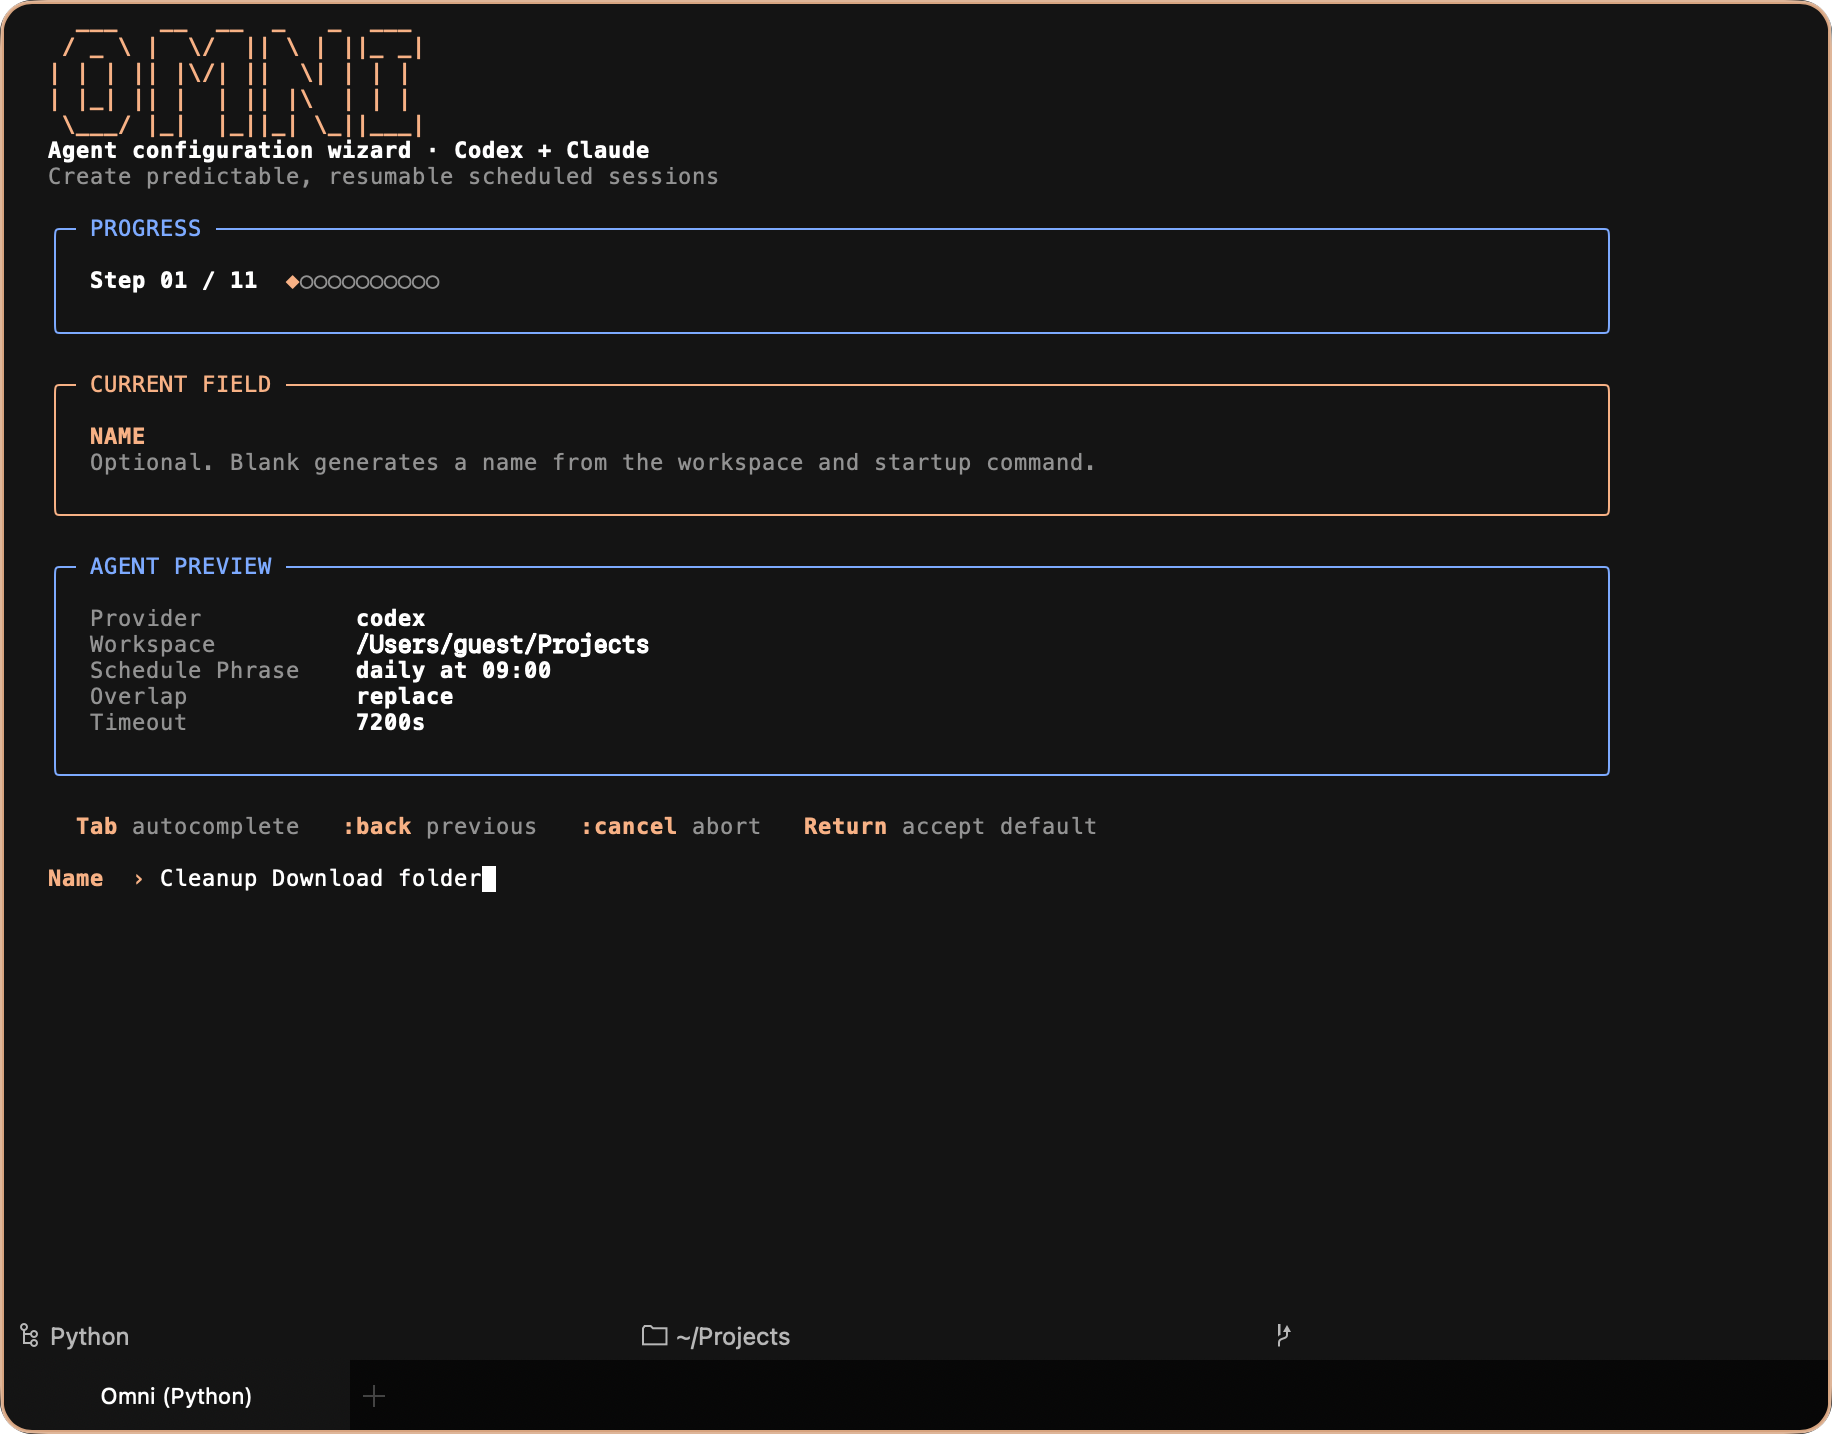 OMNI
Agent configuration wizard · Codex + Claude
Create predictable, resumable scheduled sessions
PROGRESS
Step 01 / 11 ◆○○○○○○○○○○
CURRENT FIELD
NAME
Optional. Blank generates a name from the workspace and startup command.
AGENT PREVIEW
Provider codex
Workspace /Users/guest/Projects
Schedule Phrase daily at 09:00
Overlap replace
Timeout 7200s
Tab autocomplete :back previous :cancel abort Return accept default
Name › Cleanup Download folder
Python ~/Projects
Omni (Python) +